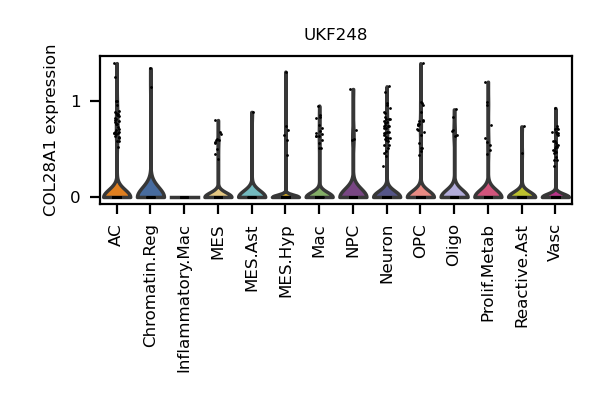 UKF248
COL28A1 expression
1
0
AC
Chromatin.Reg
Inflammatory.Mac
MES
MES.Ast
MES.Hyp
Mac
NPC
Neuron
OPC
Oligo
Prolif.Metab
Reactive.Ast
Vasc